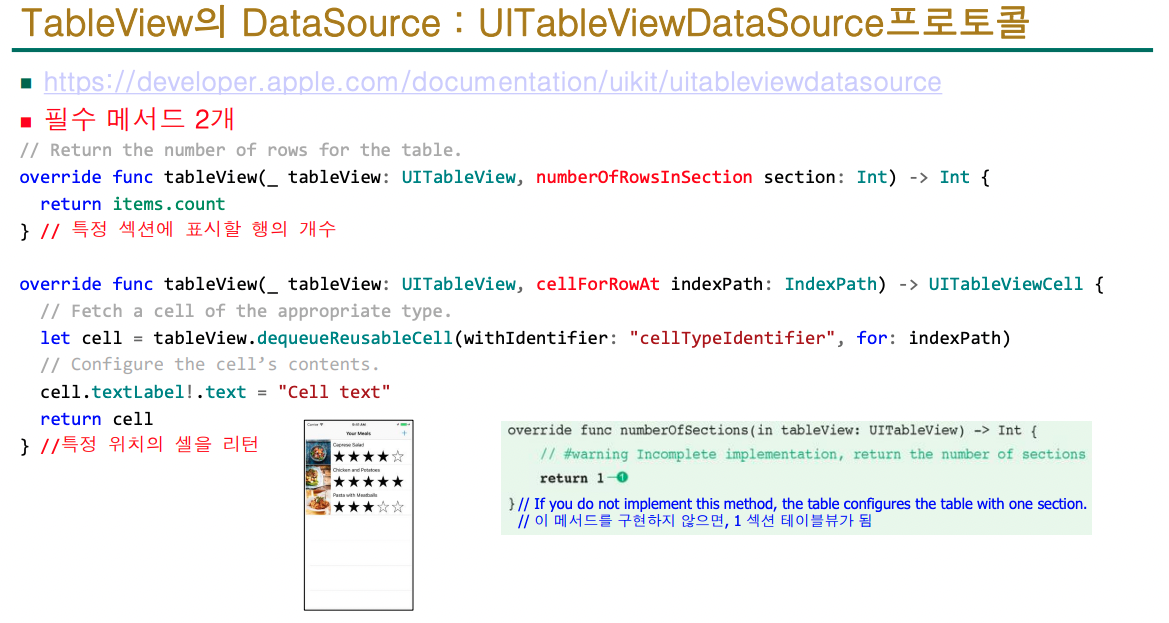 TableView의 DataSource : UITableViewDataSource프로토콜
https://developer.apple.com/documentation/uikit/uitableviewdatasource
필수 메서드 2개
// Return the number of rows for the table.
override func tableView(_ tableView: UITableView, numberOfRowsInSection section: Int) -> Int {
return items.count
} // 특정 섹션에 표시할 행의 개수
override func tableView(_ tableView: UITableView, cellForRowAt indexPath: IndexPath) -> UITableViewCell {
// Fetch a cell of the appropriate type.
let cell = tableView.dequeueReusableCell(withIdentifier: "cellTypeIdentifier", for: indexPath)
// Configure the cell’s contents.
cell.textLabel!.text = "Cell text"
return cell
} //특정 위치의 셀을 리턴
Carrier 9:41 AM
Your Meals +
Caprese Salad
★★★★☆
Chicken and Potatoes
★★★★★
Pasta with Meatballs
★★★☆☆
override func numberOfSections(in tableView: UITableView) -> Int {
// #warning Incomplete implementation, return the number of sections
return 1 1
} // If you do not implement this method, the table configures the table with one section.
// 이 메서드를 구현하지 않으면, 1 섹션 테이블뷰가 됨